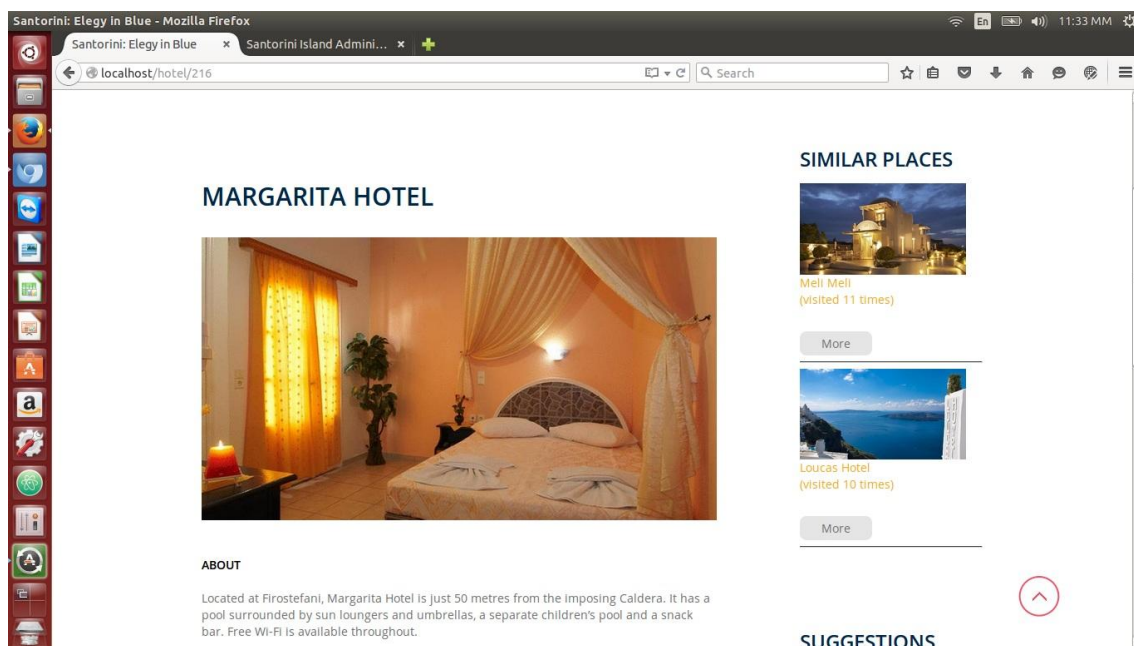 Santorini: Elegy in Blue - Mozilla Firefox
En
11:33 ΜΜ
Santorini: Elegy in Blue
Santorini Island Admini...
localhost/hotel/216
Search
MARGARITA HOTEL
ABOUT
Located at Firostefani, Margarita Hotel is just 50 metres from the imposing Caldera. It has a
pool surrounded by sun loungers and umbrellas, a separate children's pool and a snack
bar. Free Wi-Fi is available throughout.
SIMILAR PLACES
Meli Meli
(visited 11 times)
More
Loucas Hotel
(visited 10 times)
More
SUGGESTIONS